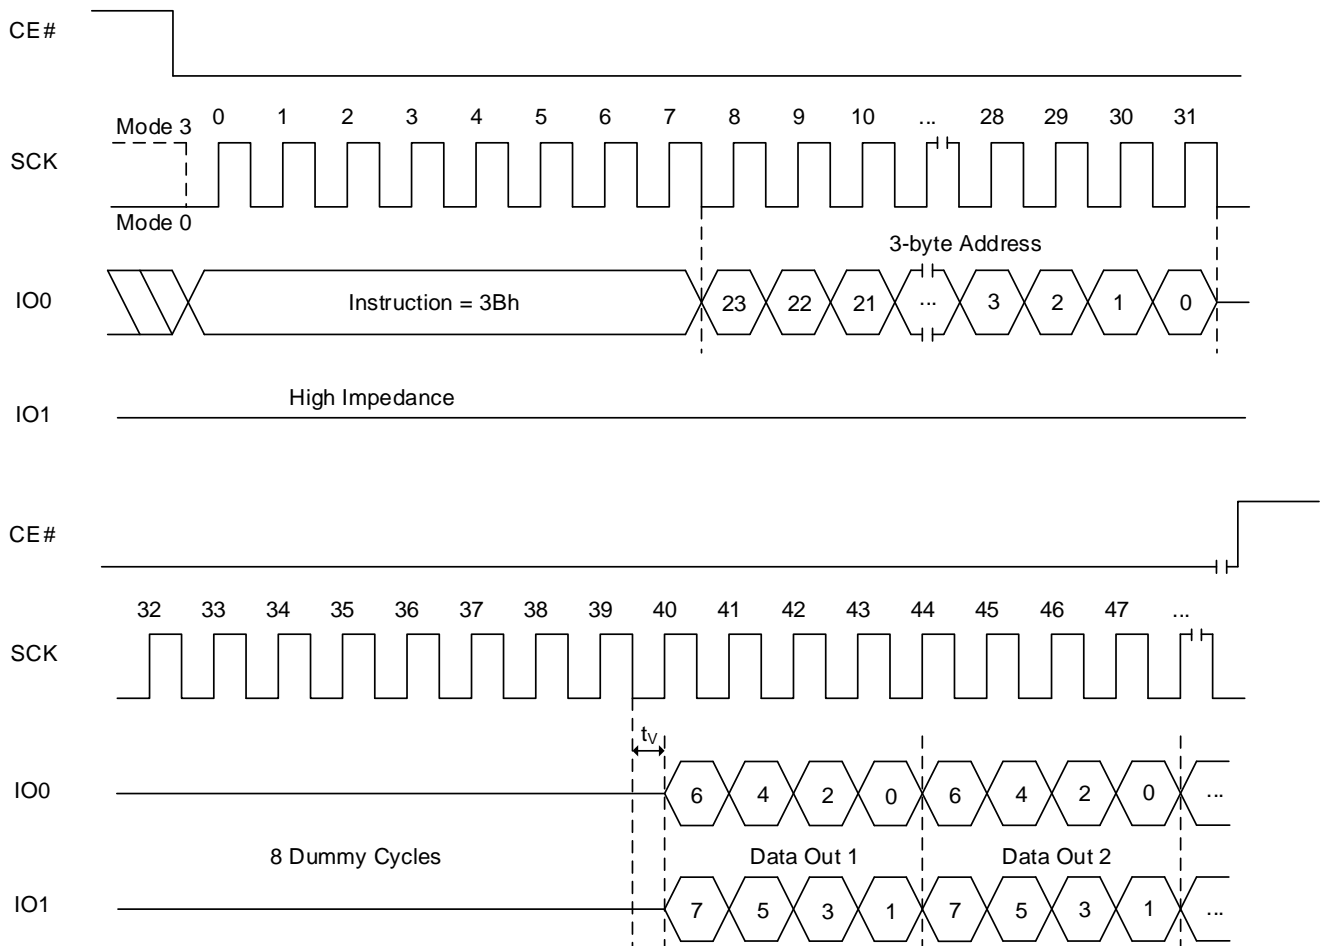 CE#
Mode 3 0 1 2 3 4 5 6 7 8 9 10 ... 28 29 30 31
SCK
Mode 0
3-byte Address
IO0 Instruction = 3Bh 23 22 21 ... 3 2 1 0
High Impedance
IO1
CE#
32 33 34 35 36 37 38 39 40 41 42 43 44 45 46 47 ...
SCK
tV
IO0 6 4 2 0 6 4 2 0 ...
8 Dummy Cycles Data Out 1 Data Out 2
IO1 7 5 3 1 7 5 3 1 ...